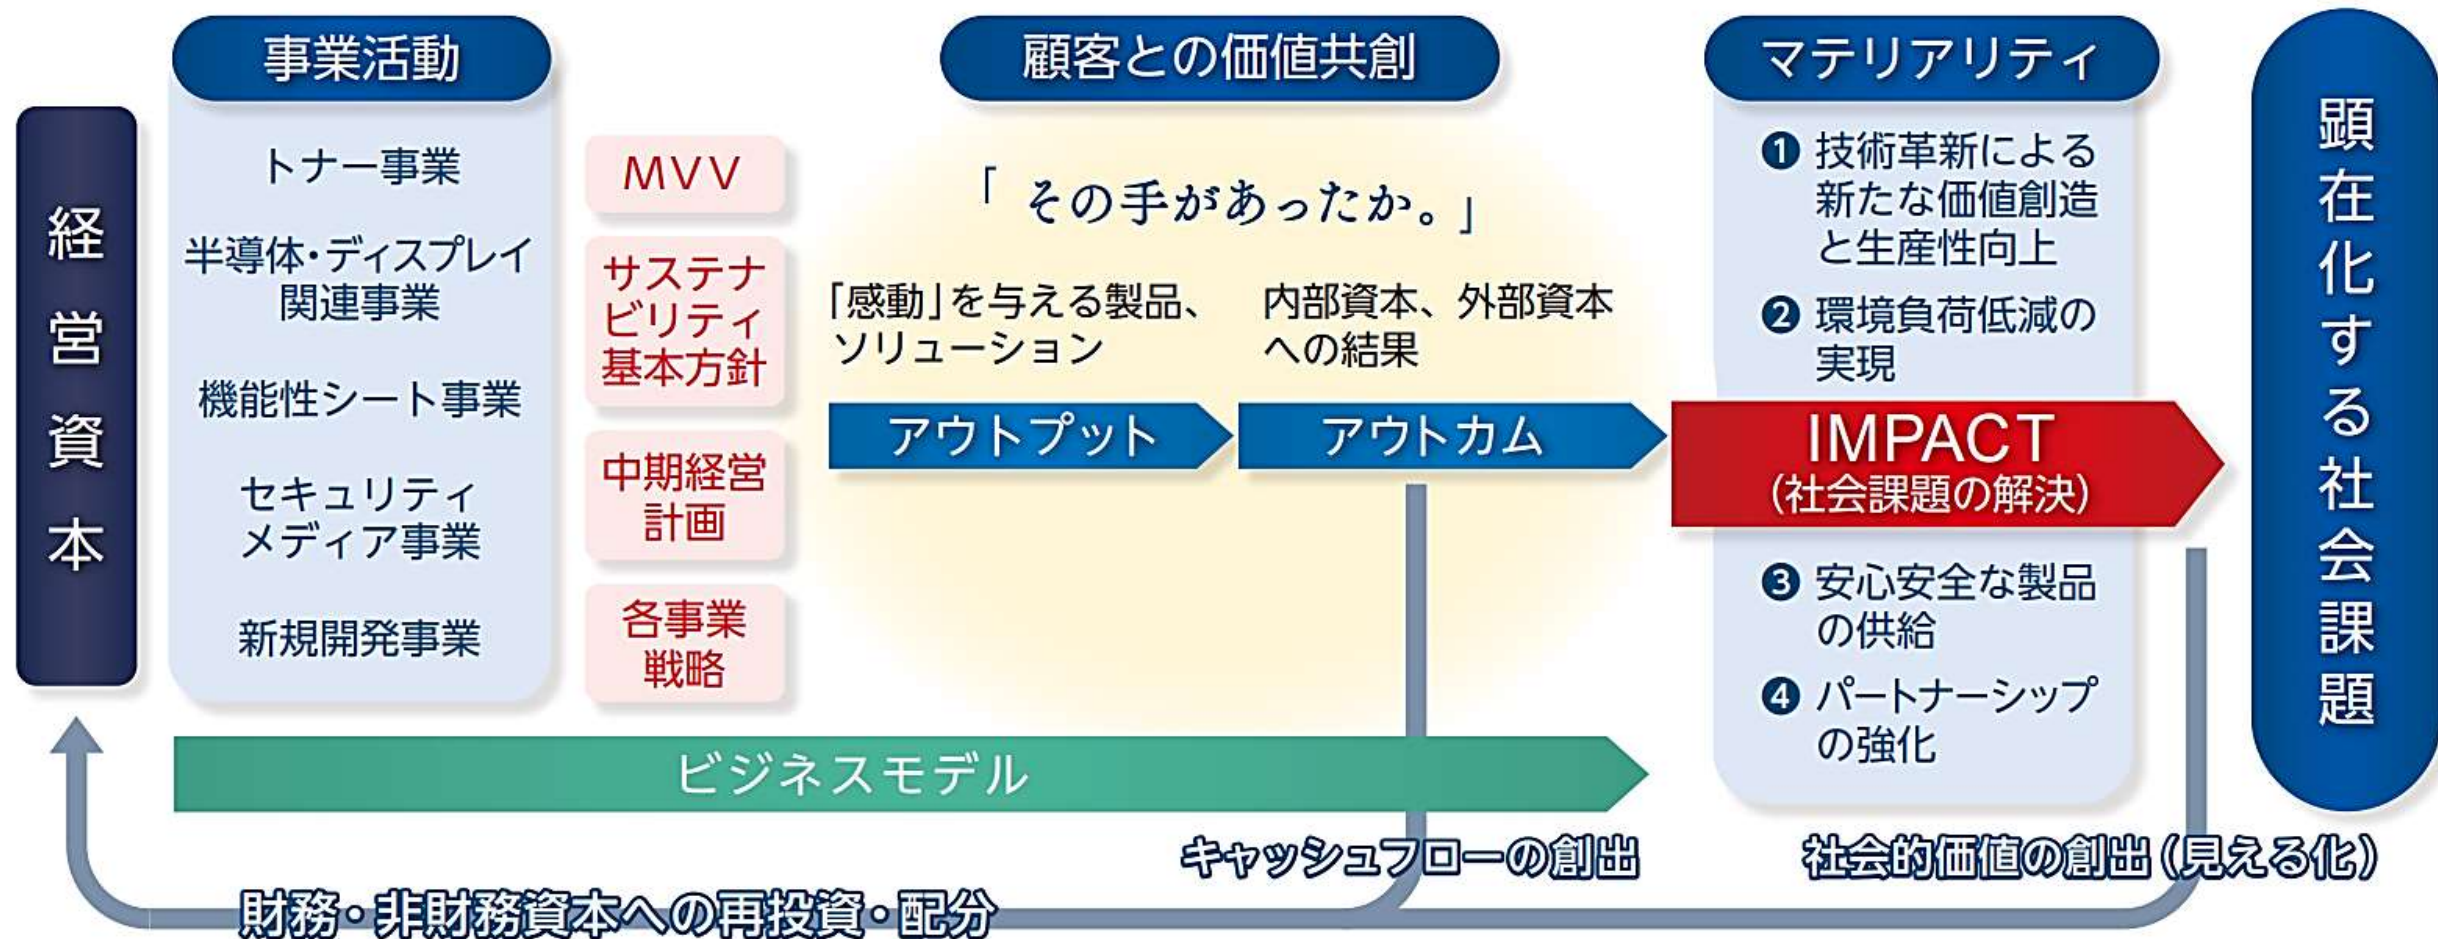 経営資本
事業活動
トナー事業
半導体・ディスプレイ
関連事業
機能性シート事業
セキュリティ
メディア事業
新規開発事業
MVV
サステナ
ビリティ
基本方針
中期経営
計画
各事業
戦略
顧客との価値共創
「その手があったか。」
「感動」を与える製品、
ソリューション
内部資本、外部資本
への結果
アウトプット
アウトカム
マテリアリティ
❶ 技術革新による
新たな価値創造
と生産性向上
❷ 環境負荷低減の
実現
IMPACT
(社会課題の解決)
❸ 安心安全な製品
の供給
❹ パートナーシップ
の強化
顕在化する社会課題
ビジネスモデル
キャッシュフローの創出
社会的価値の創出(見える化)
財務・非財務資本への再投資・配分